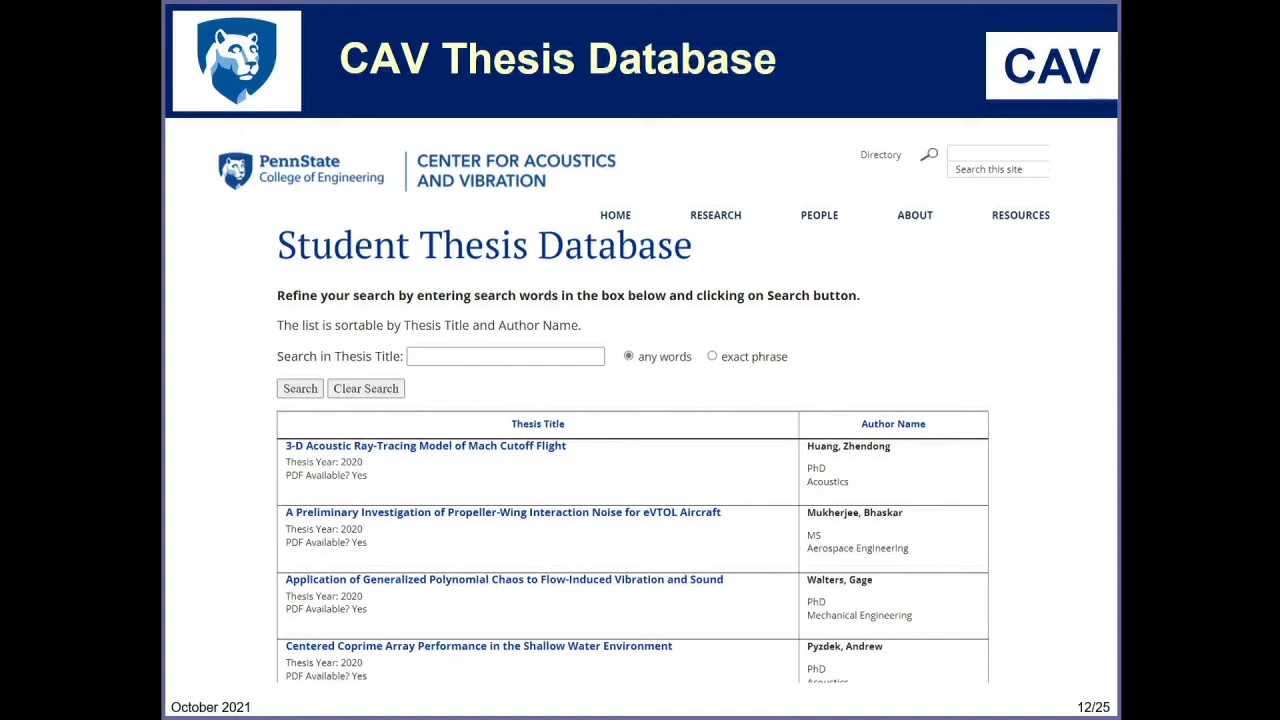 CAV Thesis Database
CAV
PennState
College of Engineering
CENTER FOR ACOUSTICS
AND VIBRATION
Directory
Search this site
HOME RESEARCH PEOPLE ABOUT RESOURCES
Student Thesis Database
Refine your search by entering search words in the box below and clicking on Search button.
The list is sortable by Thesis Title and Author Name.
Search in Thesis Title: any words exact phrase
Search Clear Search
Thesis Title Author Name
3-D Acoustic Ray-Tracing Model of Mach Cutoff Flight
Thesis Year: 2020
PDF Available? Yes
Huang, Zhendong
PhD
Acoustics
A Preliminary Investigation of Propeller-Wing Interaction Noise for eVTOL Aircraft
Thesis Year: 2020
PDF Available? Yes
Mukherjee, Bhaskar
MS
Aerospace Engineering
Application of Generalized Polynomial Chaos to Flow-Induced Vibration and Sound
Thesis Year: 2020
PDF Available? Yes
Walters, Gage
PhD
Mechanical Engineering
Centered Coprime Array Performance in the Shallow Water Environment
Thesis Year: 2020
PDF Available? Yes
Pyzdek, Andrew
PhD
Acoustics
October 2021
12/25